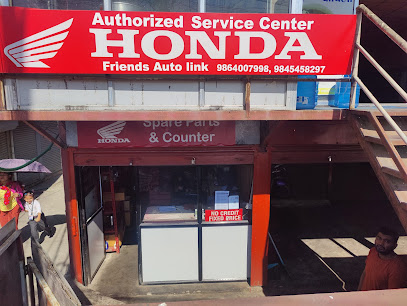 Authorized Service Center
HONDA
Friends Auto link 9864007998, 9845458297
HONDA
Spare Parts
& Counter
NO CREDIT
FIXED PRICE